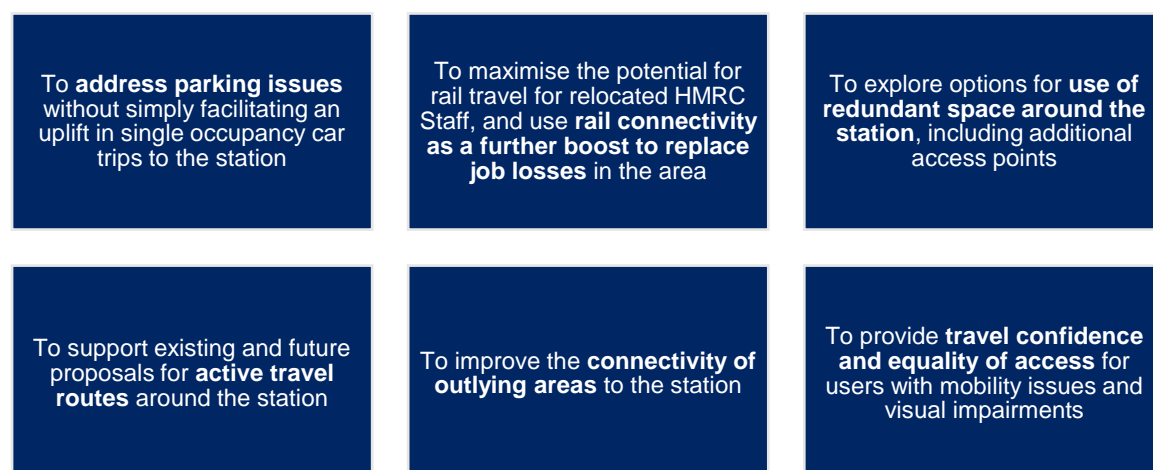 To address parking issues
without simply facilitating an
uplift in single occupancy car
trips to the station
To maximise the potential for
rail travel for relocated HMRC
Staff, and use rail connectivity
as a further boost to replace
job losses in the area
To explore options for use of
redundant space around the
station, including additional
access points
To support existing and future
proposals for active travel
routes around the station
To improve the connectivity of
outlying areas to the station
To provide travel confidence
and equality of access for
users with mobility issues and
visual impairments